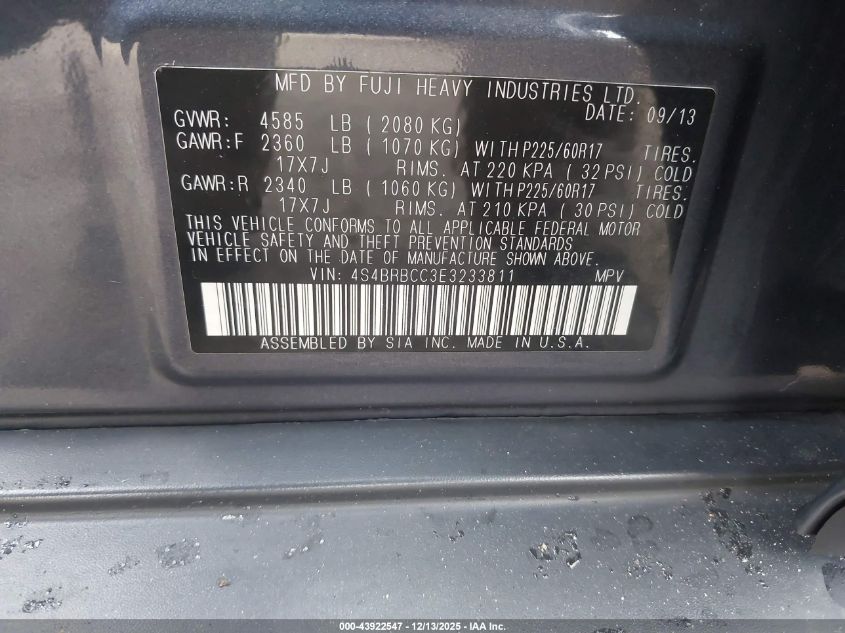 MFD BY FUJI HEAVY INDUSTRIES LTD.
DATE: 09/13
GVWR: 4585 LB ( 2080 KG)
GAWR:F 2360 LB ( 1070 KG) WITH P225/60R17 TIRES.
17X7J RIMS. AT 220 KPA ( 32 PSI) COLD
GAWR:R 2340 LB ( 1060 KG) WITH P225/60R17 TIRES.
17X7J RIMS. AT 210 KPA ( 30 PSI) COLD
THIS VEHICLE CONFORMS TO ALL APPLICABLE FEDERAL MOTOR
VEHICLE SAFETY AND THEFT PREVENTION STANDARDS
IN EFFECT ON THE DATE OF MANUFACTURE SHOWN ABOVE.
VIN: 4S4BRBCC3E3233811 MPV
ASSEMBLED BY SIA INC. MADE IN U.S.A.
000-43922547 - 12/13/2025 - IAA Inc.